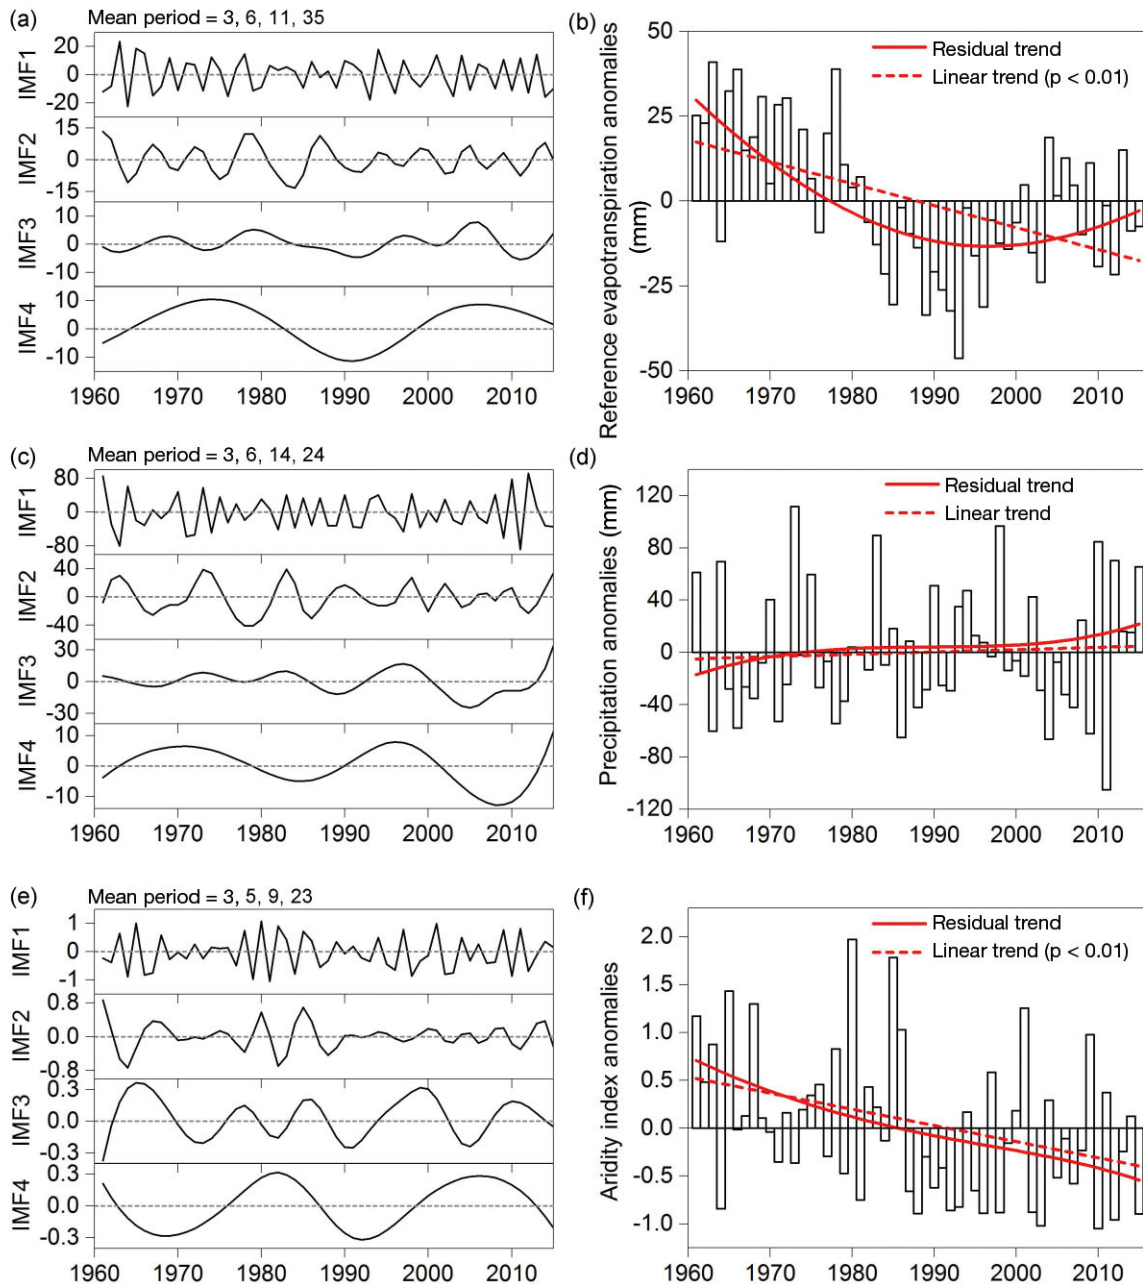 (a)
Mean period = 3, 6, 11, 35
IMF1
20
0
-20
IMF2
15
0
-15
IMF3
10
0
-10
IMF4
10
0
-10
1960 1970 1980 1990 2000 2010
(b)
Reference evapotranspiration anomalies
(mm)
50
25
0
-25
-50
Residual trend
Linear trend (p < 0.01)
1960 1970 1980 1990 2000 2010
(c)
Mean period = 3, 6, 14, 24
IMF1
80
0
-80
IMF2
40
0
-40
IMF3
30
0
-30
IMF4
10
0
-10
1960 1970 1980 1990 2000 2010
(d)
Precipitation anomalies (mm)
120
80
40
0
-40
-80
-120
Residual trend
Linear trend
1960 1970 1980 1990 2000 2010
(e)
Mean period = 3, 5, 9, 23
IMF1
1
0
-1
IMF2
0.8
0.0
-0.8
IMF3
0.3
0.0
-0.3
IMF4
0.3
0.0
-0.3
1960 1970 1980 1990 2000 2010
(f)
Aridity index anomalies
2.0
1.5
1.0
0.5
0.0
-0.5
-1.0
Residual trend
Linear trend (p < 0.01)
1960 1970 1980 1990 2000 2010